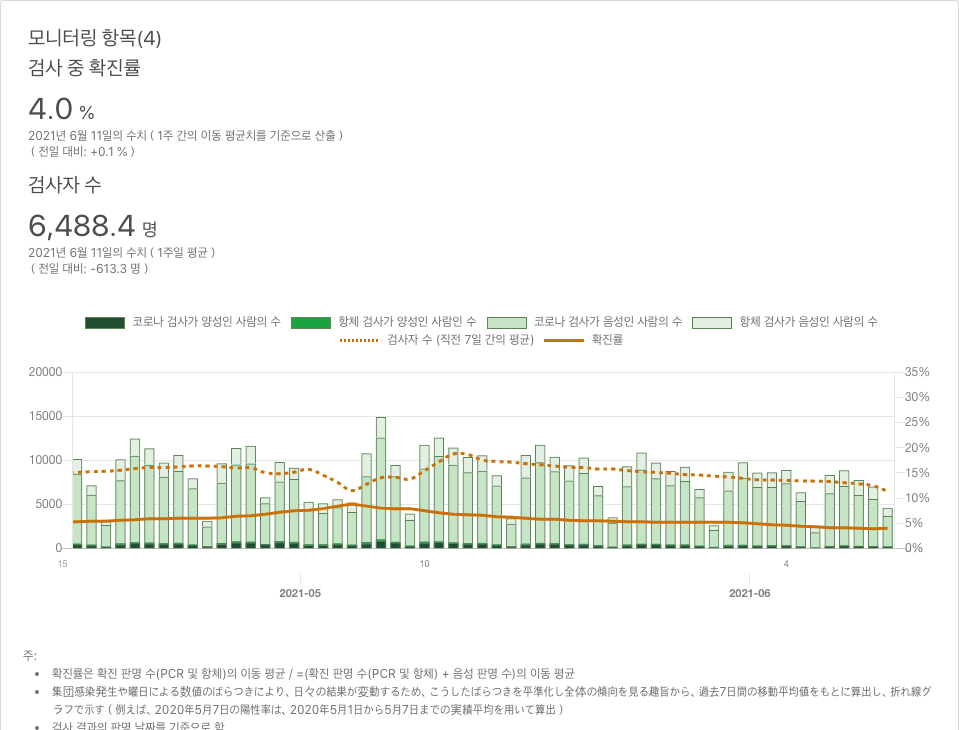 모니터링 항목(4)
검사 중 확진률
4.0 %
2021년 6월 11일의 수치 ( 1주 간의 이동 평균치를 기준으로 산출 )
( 전일 대비: +0.1 % )
검사자 수
6,488.4 명
2021년 6월 11일의 수치 ( 1주일 평균 )
( 전일 대비: -613.3 명 )
코로나 검사가 양성인 사람의 수 항체 검사가 양성인 사람인 수 코로나 검사가 음성인 사람의 수 항체 검사가 음성인 사람의 수
검사자 수 (직전 7일 간의 평균) 확진률
20000 35%
30%
15000 25%
20%
10000 15%
10%
5000 5%
0 0%
15 10 4
2021-05 2021-06
주:
확진률은 확진 판명 수(PCR 및 항체)의 이동 평균 / =(확진 판명 수(PCR 및 항체) + 음성 판명 수)의 이동 평균
集団感染発生や曜日による数値のばらつきにより、日々の結果が変動するため、こうしたばらつきを平準化し全体の傾向を見る趣旨から、過去7日間の移動平均値をもとに算出し、折れ線グ
ラフで示す ( 例えば、2020年5月7日の陽性率は、2020年5月1日から5月7日までの実績平均を用いて算出 )
검사 결과의 판명 날짜를 기준으로 함